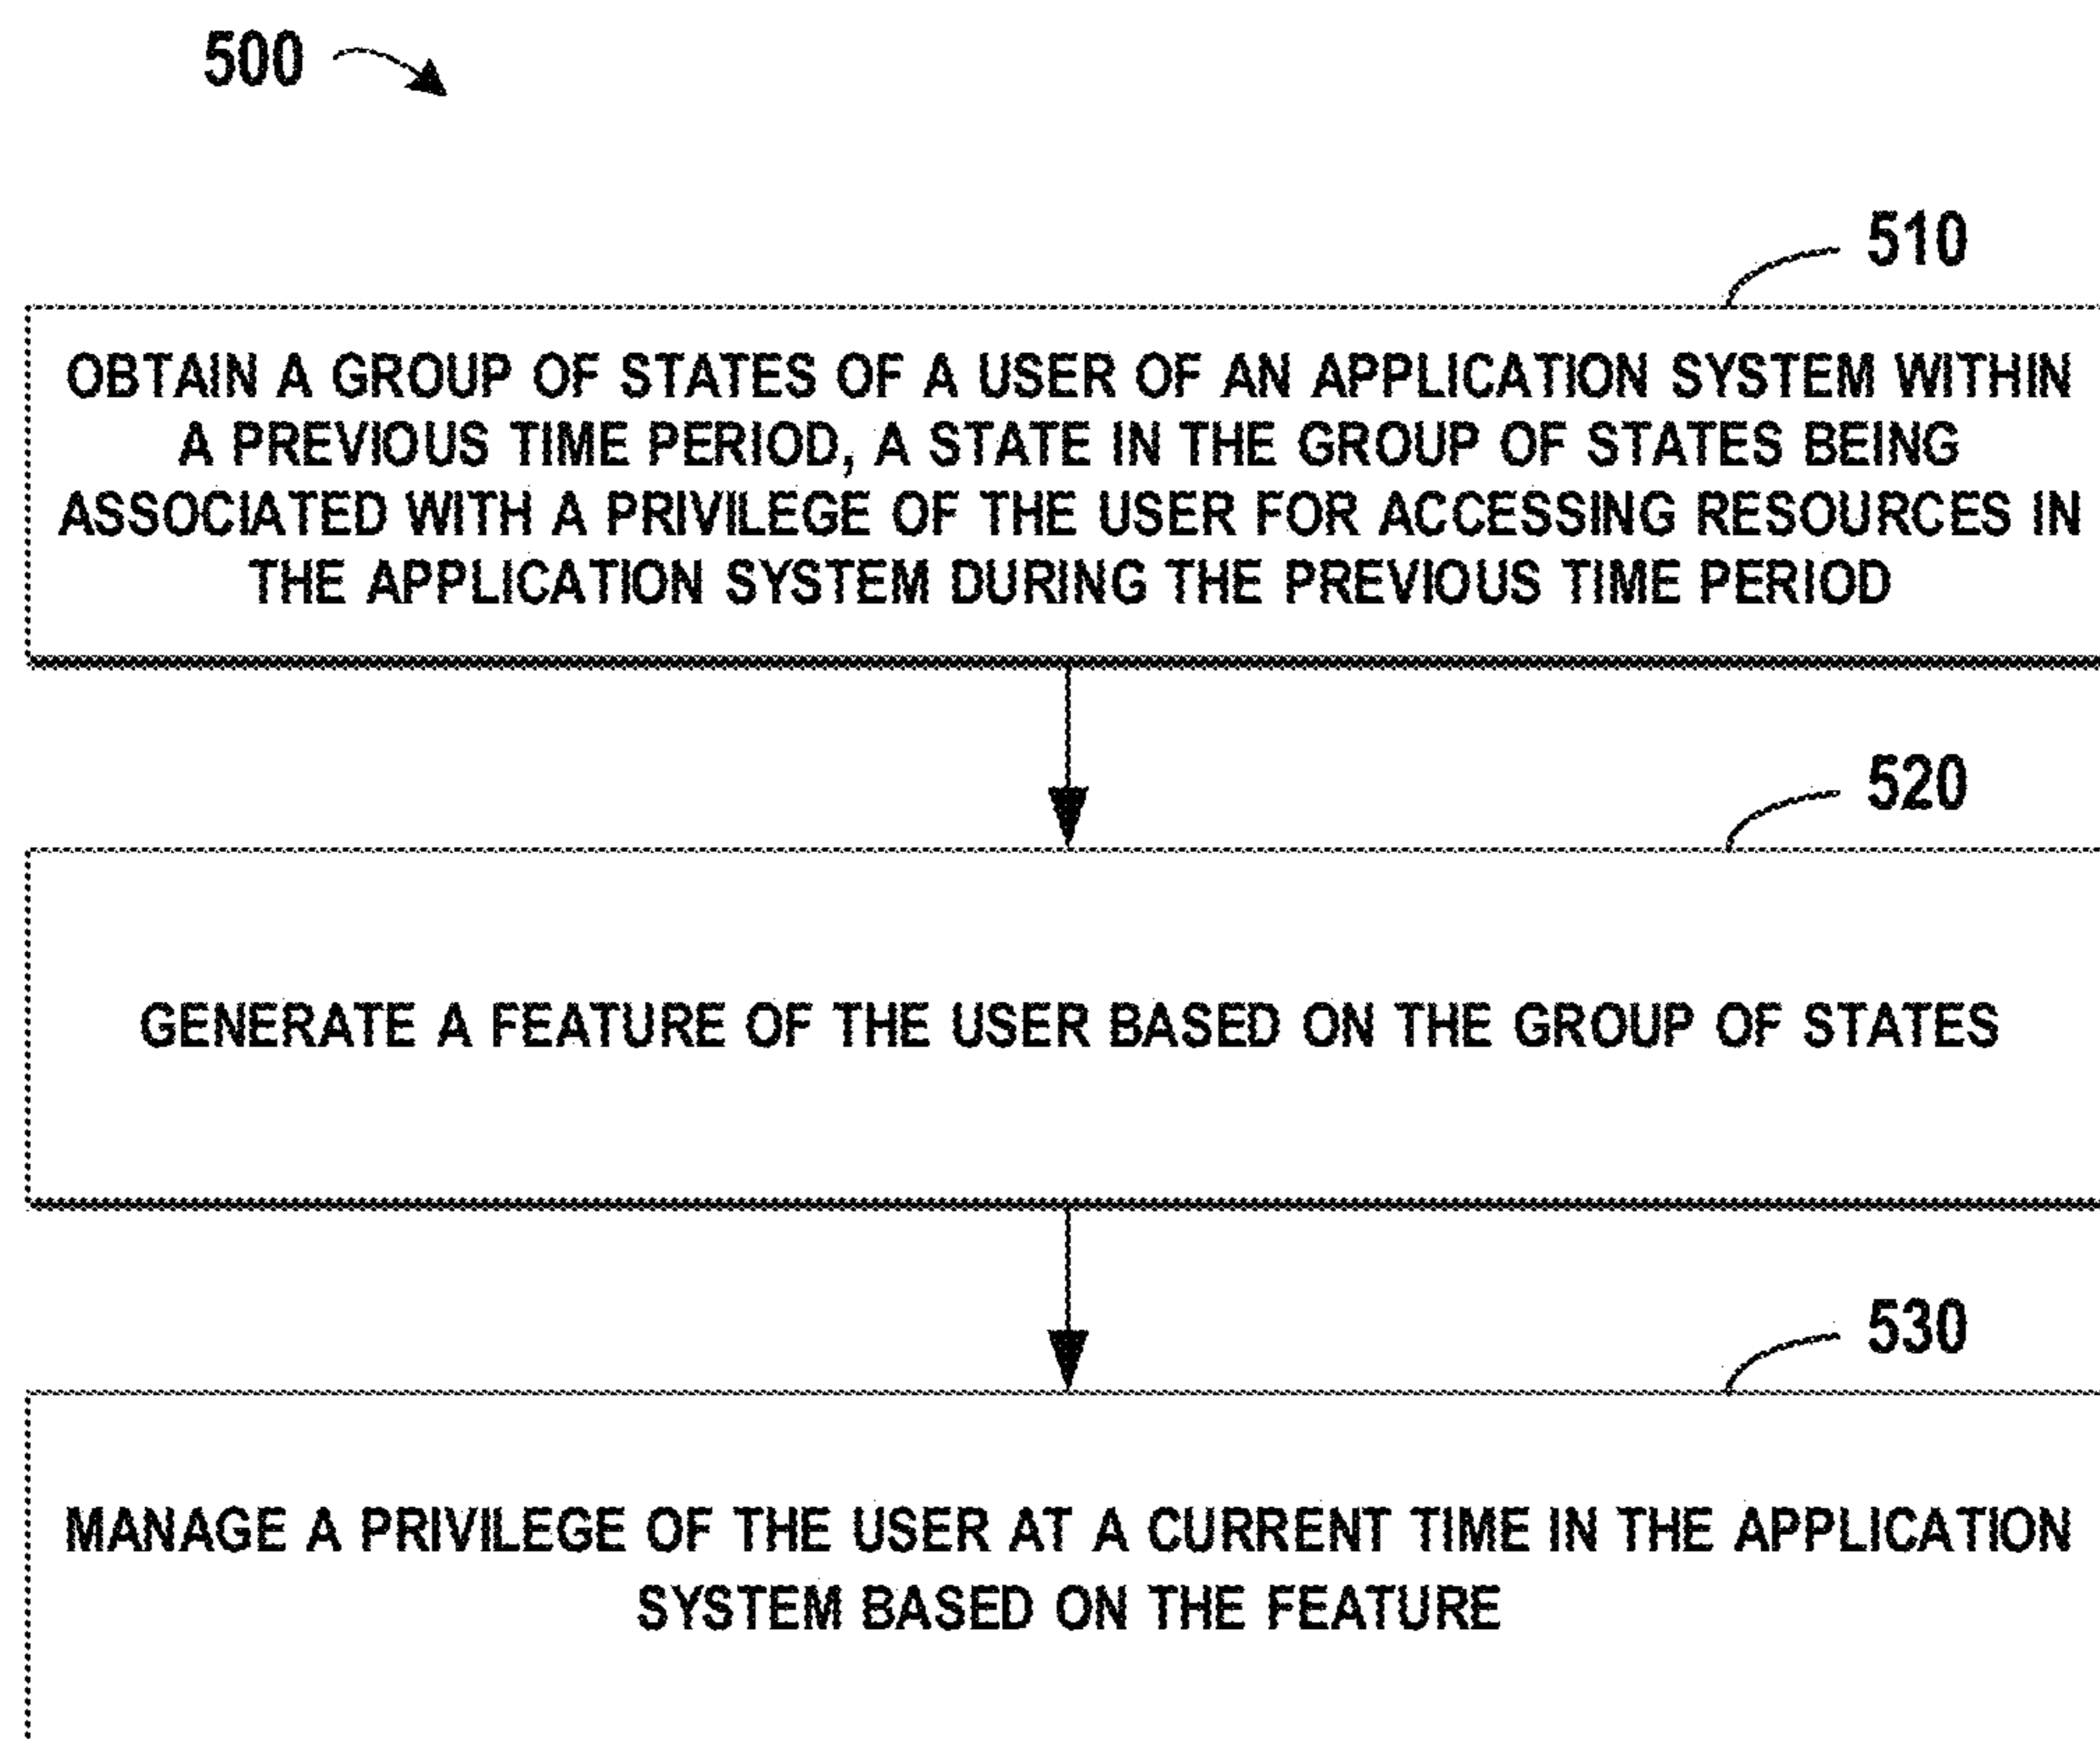 500
510
OBTAIN A GROUP OF STATES OF A USER OF AN APPLICATION SYSTEM WITHIN
A PREVIOUS TIME PERIOD, A STATE IN THE GROUP OF STATES BEING
ASSOCIATED WITH A PRIVILEGE OF THE USER FOR ACCESSING RESOURCES IN
THE APPLICATION SYSTEM DURING THE PREVIOUS TIME PERIOD
520
GENERATE A FEATURE OF THE USER BASED ON THE GROUP OF STATES
530
MANAGE A PRIVILEGE OF THE USER AT A CURRENT TIME IN THE APPLICATION
SYSTEM BASED ON THE FEATURE